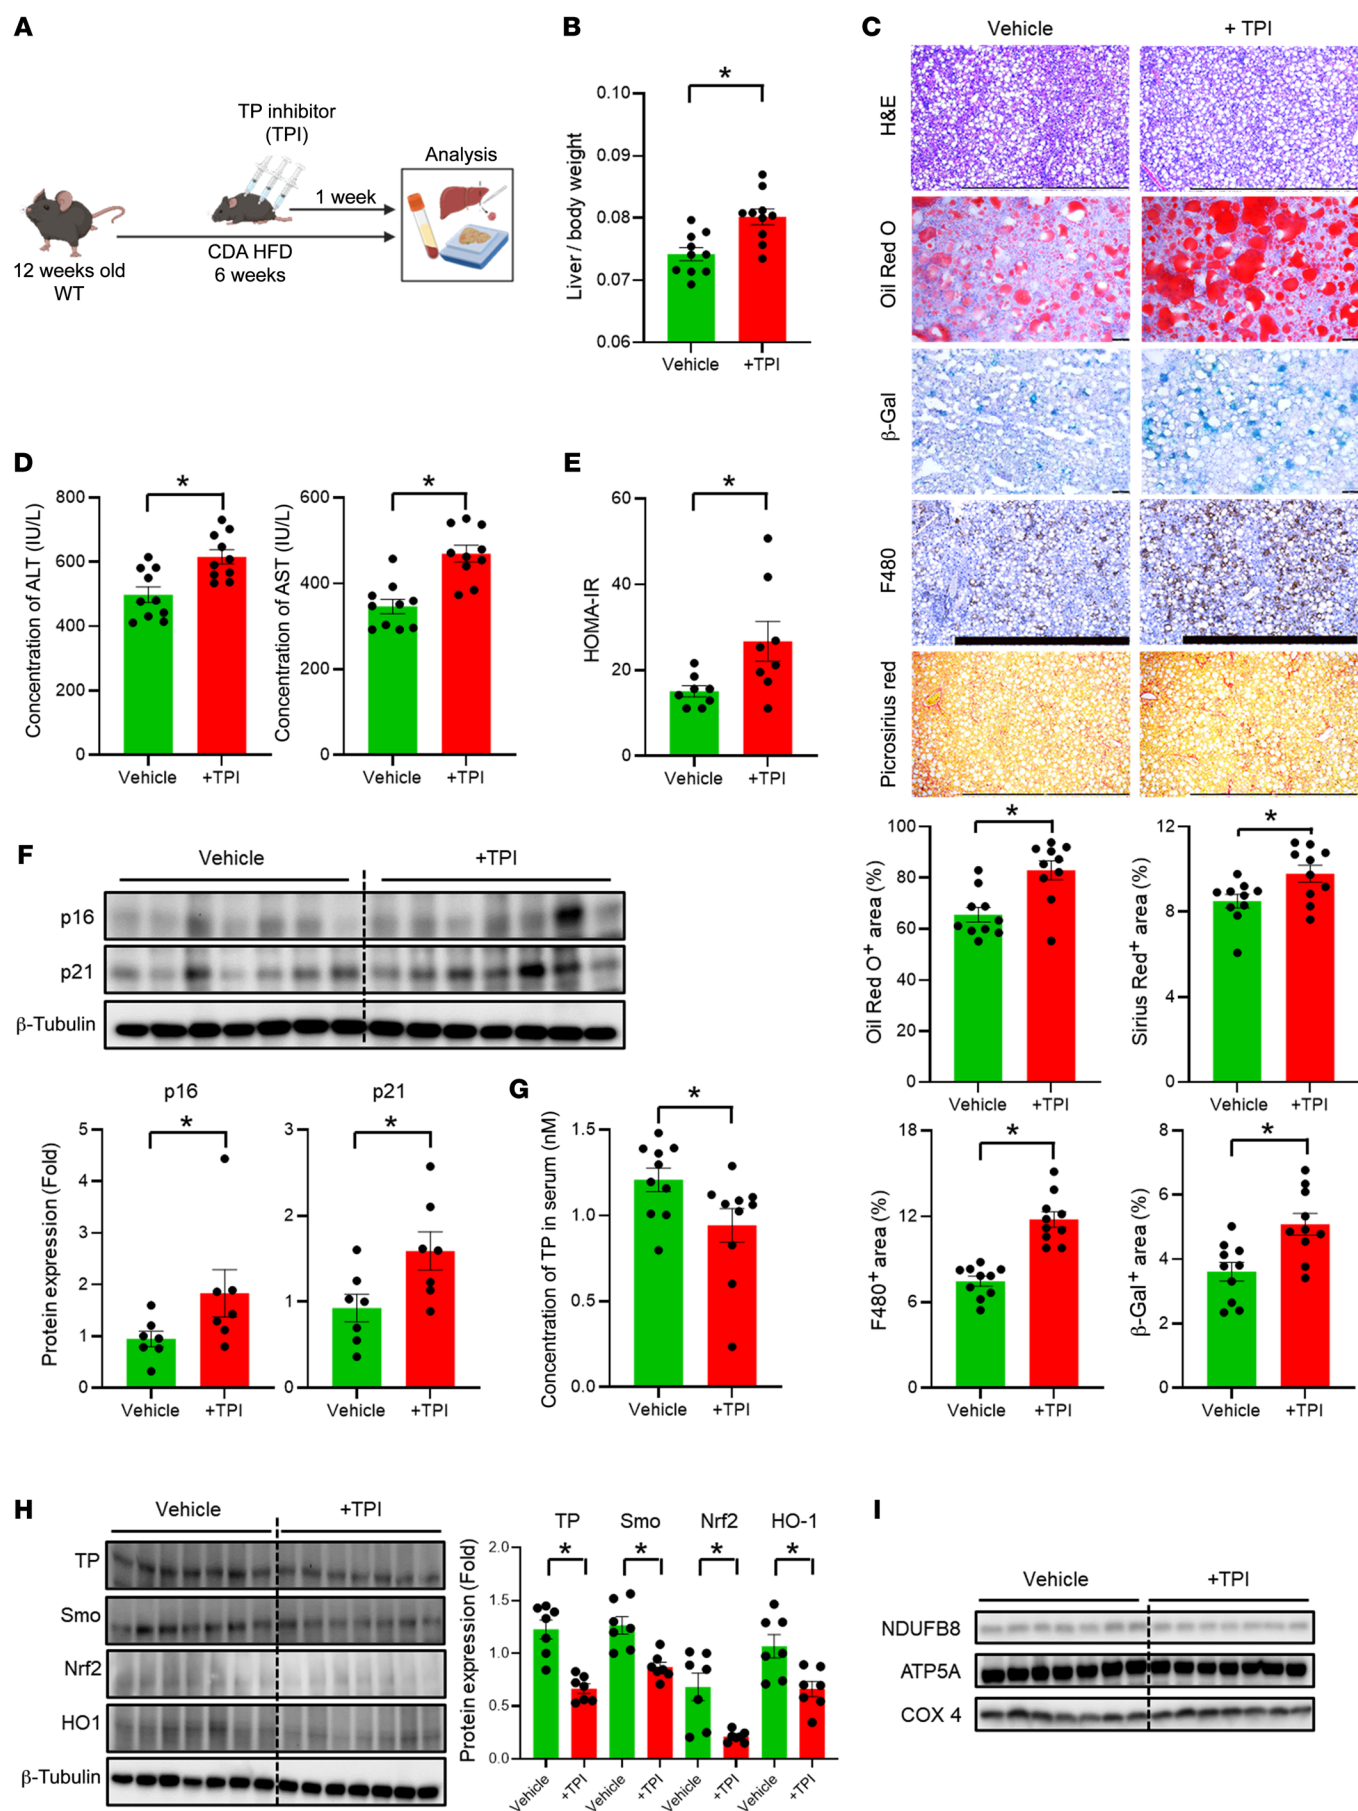 A
TP inhibitor
(TPI)
1 week
Analysis
12 weeks old
WT
CDA HFD
6 weeks
B
*
Liver / body weight
0.10
0.09
0.08
0.07
0.06
Vehicle
+TPI
C
Vehicle
+ TPI
H&E
Oil Red O
β-Gal
F480
Picrosirius red
Oil Red O+ area (%)
100
80
60
40
20
0
*
Vehicle
+TPI
Sirius Red+ area (%)
12
8
4
0
*
Vehicle
+TPI
F480+ area (%)
18
12
6
0
*
Vehicle
+TPI
β-Gal+ area (%)
8
6
4
2
0
*
Vehicle
+TPI
D
Concentration of ALT (IU/L)
800
600
400
200
0
*
Vehicle
+TPI
Concentration of AST (IU/L)
600
400
200
0
*
Vehicle
+TPI
E
HOMA-IR
60
40
20
0
*
Vehicle
+TPI
F
Vehicle
+TPI
p16
p21
β-Tubulin
Protein expression (Fold)
p16
5
4
3
2
1
0
*
Vehicle
+TPI
p21
3
2
1
0
*
Vehicle
+TPI
G
Concentration of TP in serum (nM)
1.5
1.0
0.5
0.0
*
Vehicle
+TPI
H
Vehicle
+TPI
TP
Smo
Nrf2
HO1
β-Tubulin
Protein expression (Fold)
2.0
1.5
1.0
0.5
0.0
TP
Smo
Nrf2
HO-1
*
*
*
*
Vehicle
+TPI
Vehicle
+TPI
Vehicle
+TPI
Vehicle
+TPI
I
Vehicle
+TPI
NDUFB8
ATP5A
COX 4